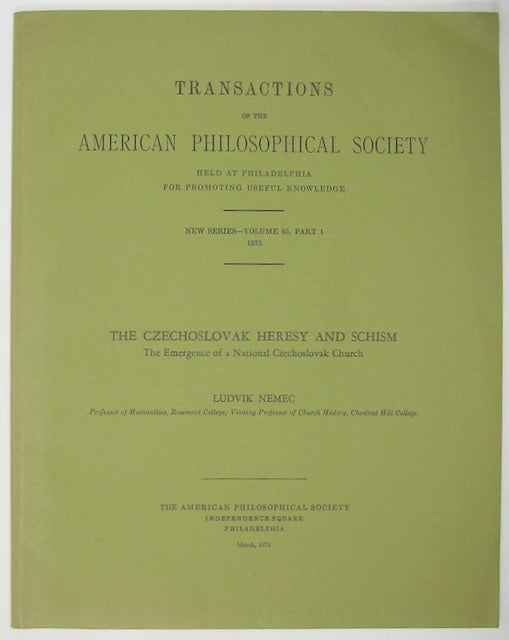 TRANSACTIONS
OF THE
AMERICAN PHILOSOPHICAL SOCIETY
HELD AT PHILADELPHIA
FOR PROMOTING USEFUL KNOWLEDGE
NEW SERIES—VOLUME 65, PART 1
1975
THE CZECHOSLOVAK HERESY AND SCHISM
The Emergence of a National Czechoslovak Church
LUDVIK NEMEC
Professor of Humanities, Rosemont College; Visiting Professor of Church History, Chestnut Hill College
THE AMERICAN PHILOSOPHICAL SOCIETY
INDEPENDENCE SQUARE
PHILADELPHIA
March, 1975